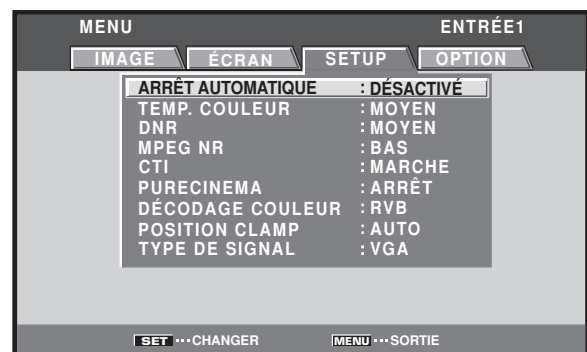 MENU ENTRÉE1
IMAGE ÉCRAN SETUP OPTION
ARRÊT AUTOMATIQUE : DÉSACTIVÉ
TEMP. COULEUR : MOYEN
DNR : MOYEN
MPEG NR : BAS
CTI : MARCHE
PURECINEMA : ARRÊT
DÉCODAGE COULEUR : RVB
POSITION CLAMP : AUTO
TYPE DE SIGNAL : VGA
SET ••• CHANGER MENU ••• SORTIE